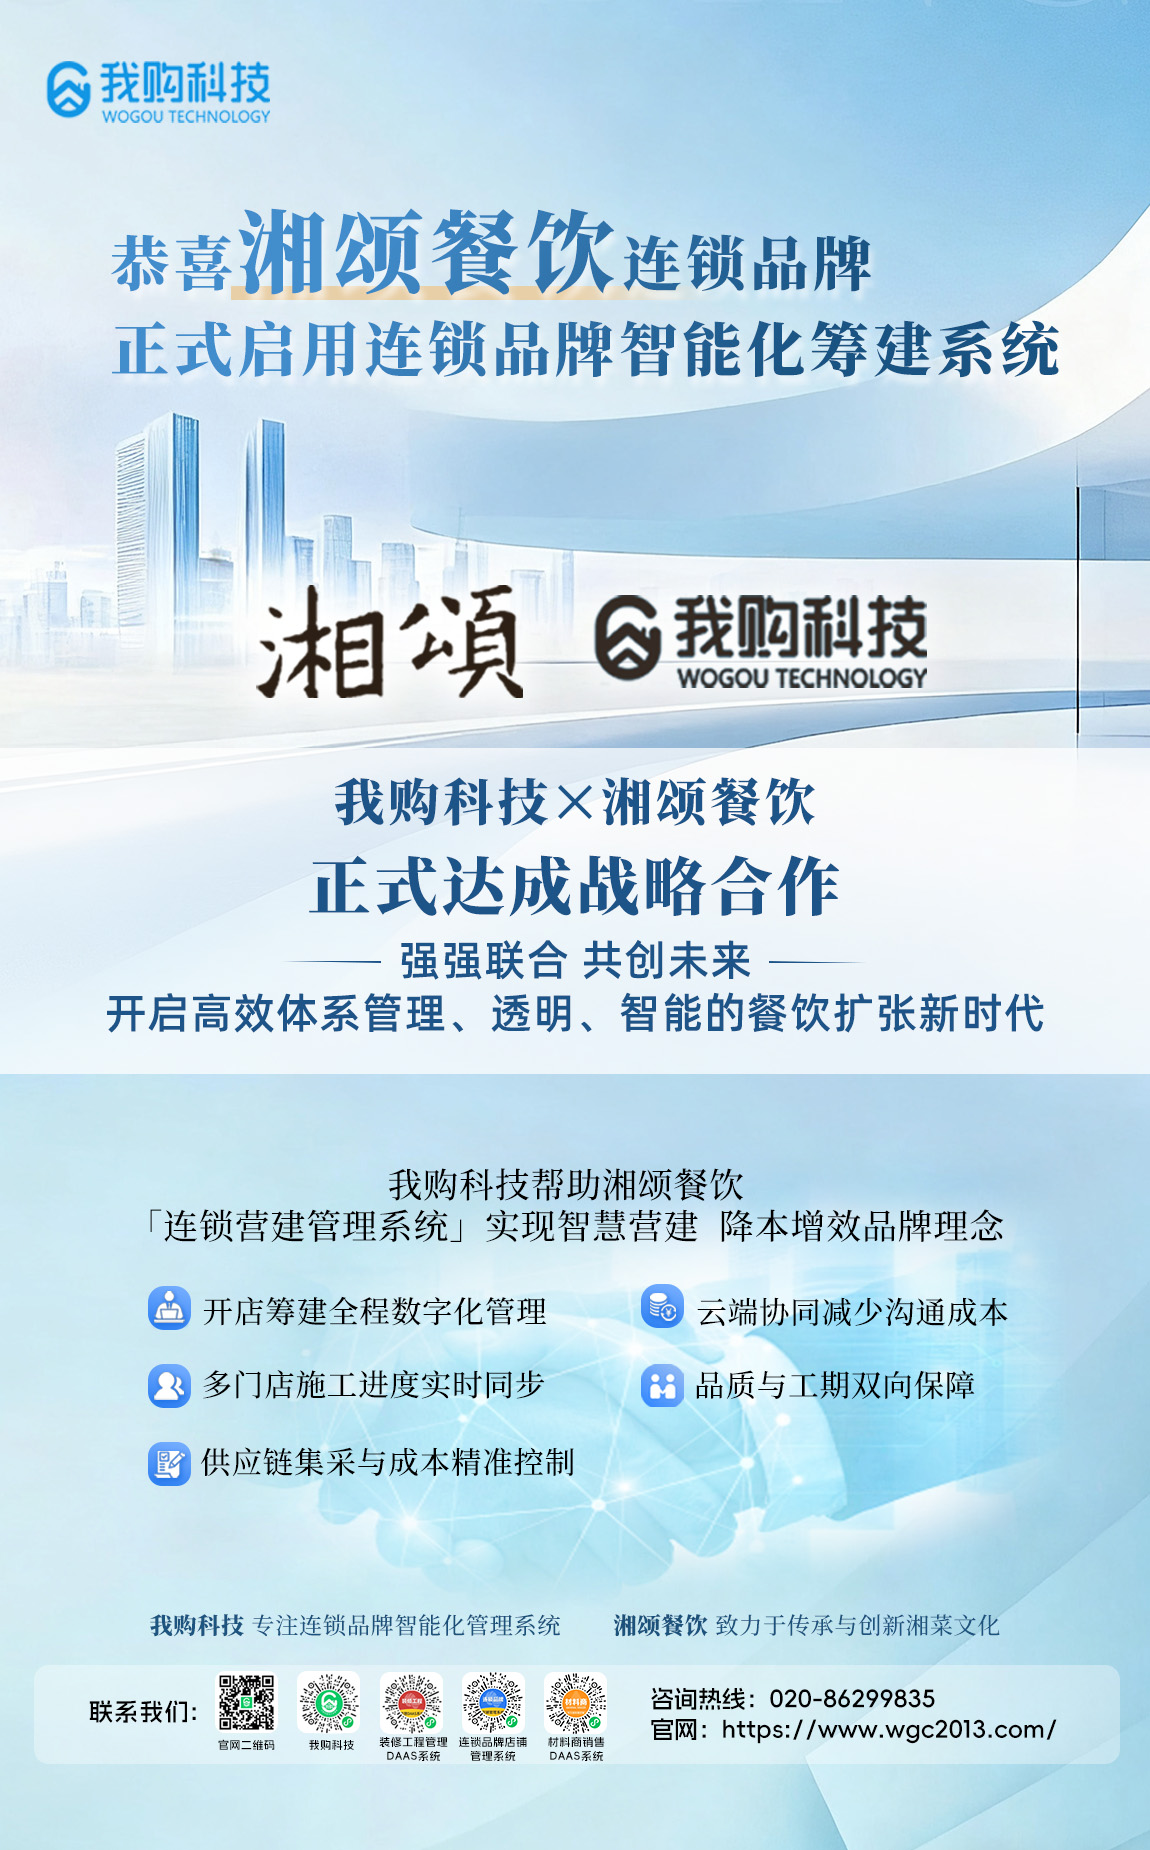 我购科技
WOGOU TECHNOLOGY
恭喜湘颂餐饮连锁品牌
正式启用连锁品牌智能化筹建系统
湘頌
我购科技
WOGOU TECHNOLOGY
我购科技×湘颂餐饮
正式达成战略合作
强强联合 共创未来
开启高效体系管理、透明、智能的餐饮扩张新时代
我购科技帮助湘颂餐饮
「连锁营建管理系统」实现智慧营建 降本增效品牌理念
开店筹建全程数字化管理
云端协同减少沟通成本
多门店施工进度实时同步
品质与工期双向保障
供应链集采与成本精准控制
我购科技 专注连锁品牌智能化管理系统
湘颂餐饮 致力于传承与创新湘菜文化
联系我们:
官网二维码
我购科技
装修工程管理
DAAS系统
连锁品牌店铺
管理系统
材料商销售
DAAS系统
咨询热线：020-86299835
官网：https://www.wgc2013.com/